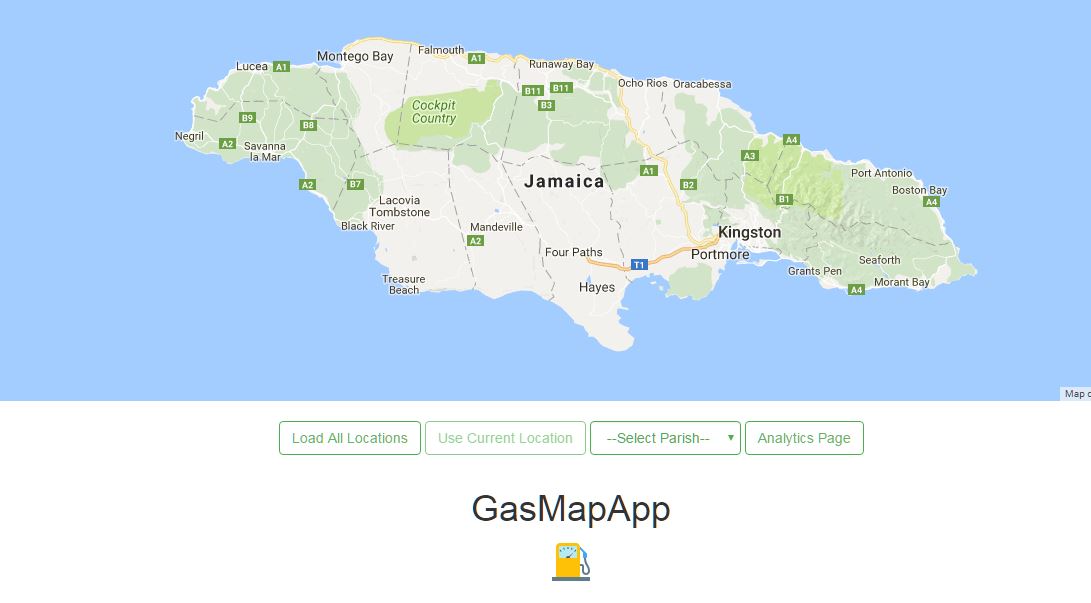 Montego Bay
Falmouth
A1
Lucea
A1
Runaway Bay
Ocho Rios
Oracabessa
B11
B11
B3
Cockpit
Country
B9
B8
Negril
A2
Savanna
la Mar
A4
A3
Jamaica
A1
B2
Port Antonio
Boston Bay
A4
A2
B7
B1
Lacovia
Tombstone
Black River
Mandeville
A2
Kingston
Four Paths
Portmore
T1
Seaforth
Grants Pen
Morant Bay
A4
Treasure
Beach
Hayes
Map
Load All Locations
Use Current Location
--Select Parish--
Analytics Page
GasMapApp